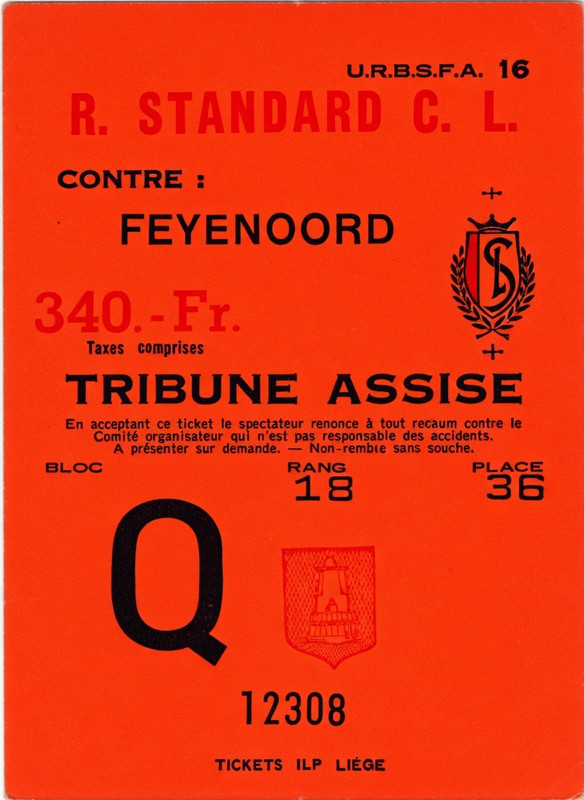 U.R.B.S.F.A. 16
R. STANDARD C. L.
CONTRE :
FEYENOORD
340.-Fr.
Taxes comprises
TRIBUNE ASSISE
En acceptant ce ticket le spectateur renonce à tout recaum contre le
Comité organisateur qui n'est pas responsable des accidents.
A présenter sur demande. — Non-remble sans souche.
BLOC RANG PLACE
Q 18 36
12308
TICKETS ILP LIÉGE